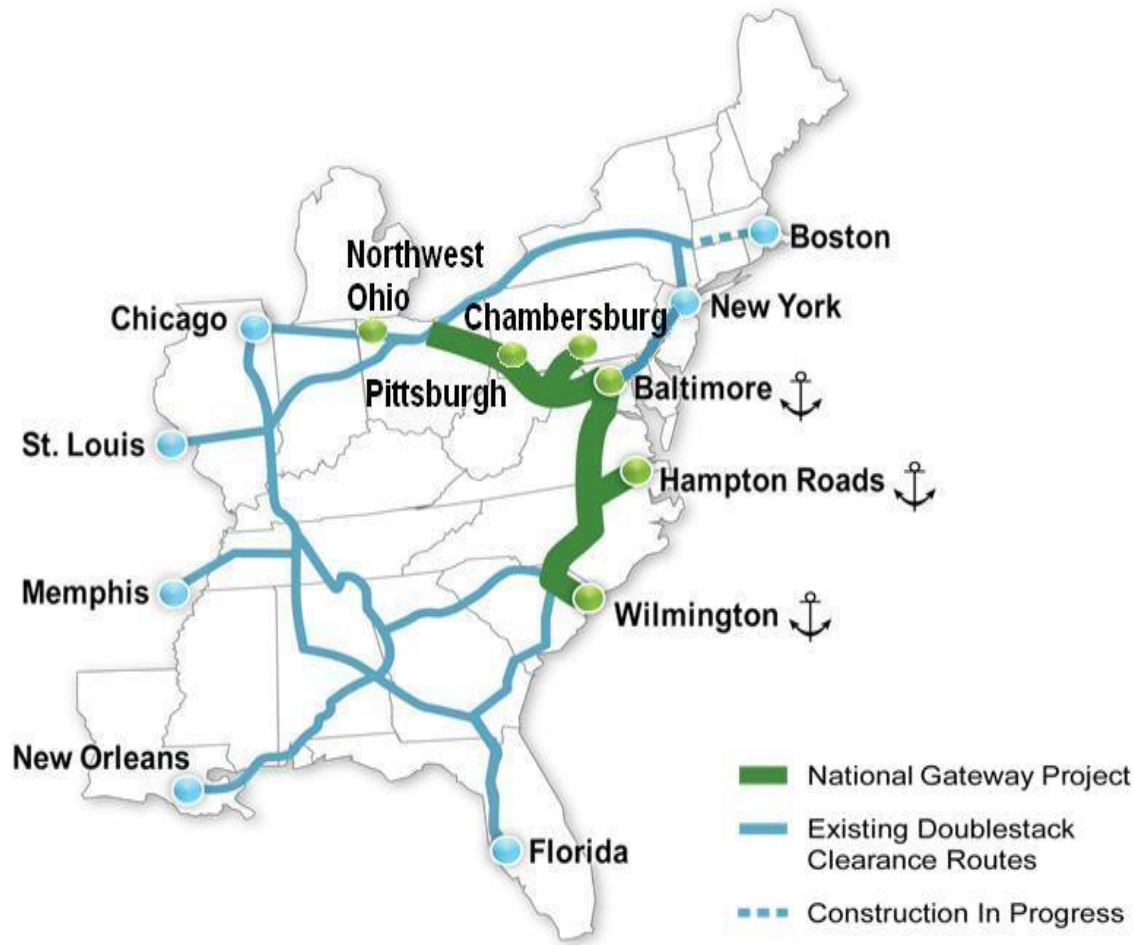 Boston
Northwest
Ohio
New York
Chicago
Chambersburg
Pittsburgh
Baltimore
St. Louis
Hampton Roads
Memphis
Wilmington
New Orleans
National Gateway Project
Existing Doublestack
Clearance Routes
Florida
Construction In Progress